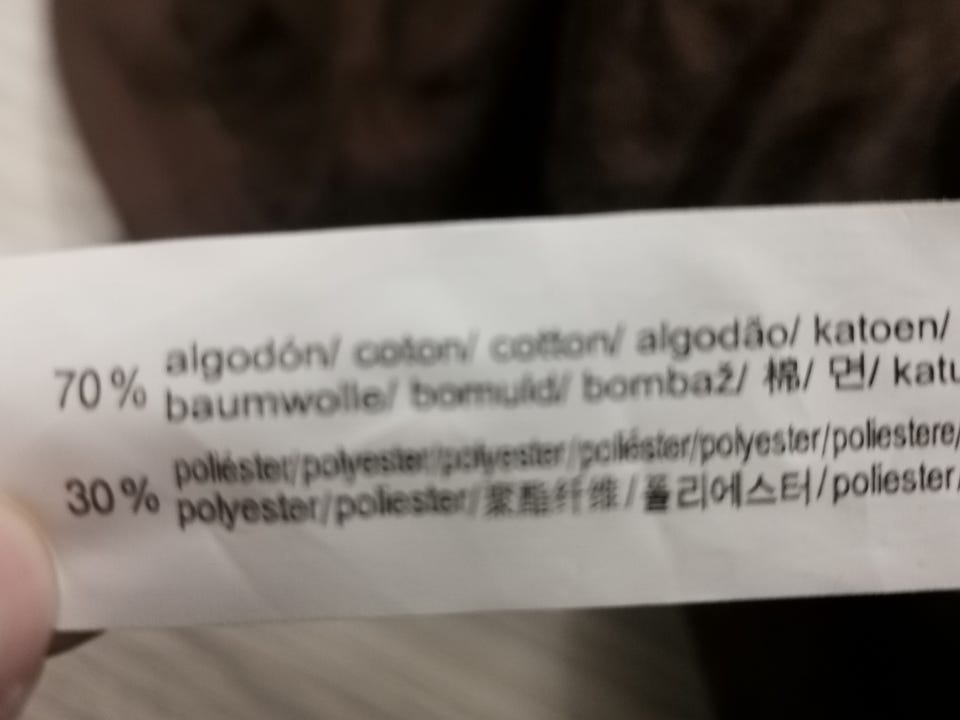 70% algodón/ coton/ cotton/ algodão/ katoen/
baumwolle/ bomuld/ bombaž/ 棉/ 면/ katu
30% poliéster/polyester/polyester/poliéster/polyester/poliestere/
polyester/poliester/聚酯纤维/폴리에스터/poliester/